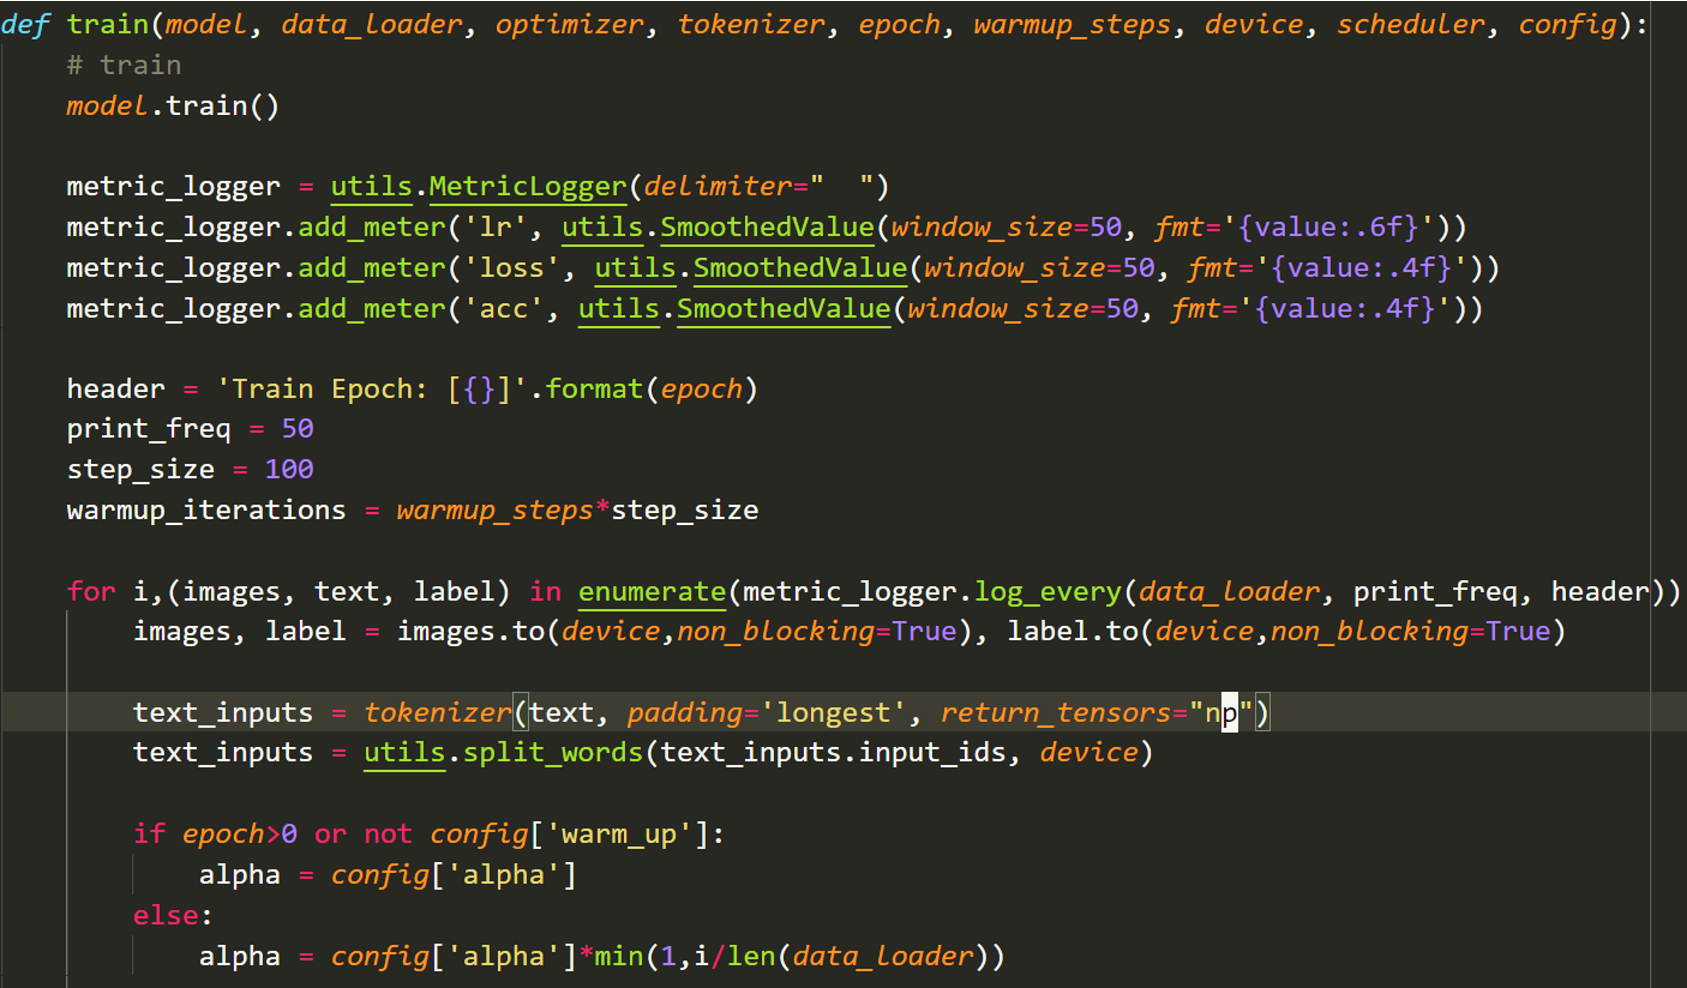 def train(model, data_loader, optimizer, tokenizer, epoch, warmup_steps, device, scheduler, config):
    # train
    model.train()

    metric_logger = utils.MetricLogger(delimiter="  ")
    metric_logger.add_meter('lr', utils.SmoothedValue(window_size=50, fmt='{value:.6f}'))
    metric_logger.add_meter('loss', utils.SmoothedValue(window_size=50, fmt='{value:.4f}'))
    metric_logger.add_meter('acc', utils.SmoothedValue(window_size=50, fmt='{value:.4f}'))

    header = 'Train Epoch: [{}]'.format(epoch)
    print_freq = 50
    step_size = 100
    warmup_iterations = warmup_steps*step_size

    for i,(images, text, label) in enumerate(metric_logger.log_every(data_loader, print_freq, header))
        images, label = images.to(device,non_blocking=True), label.to(device,non_blocking=True)

        text_inputs = tokenizer(text, padding='longest', return_tensors="np")
        text_inputs = utils.split_words(text_inputs.input_ids, device)

        if epoch>0 or not config['warm_up']:
            alpha = config['alpha']
        else:
            alpha = config['alpha']*min(1,i/len(data_loader))